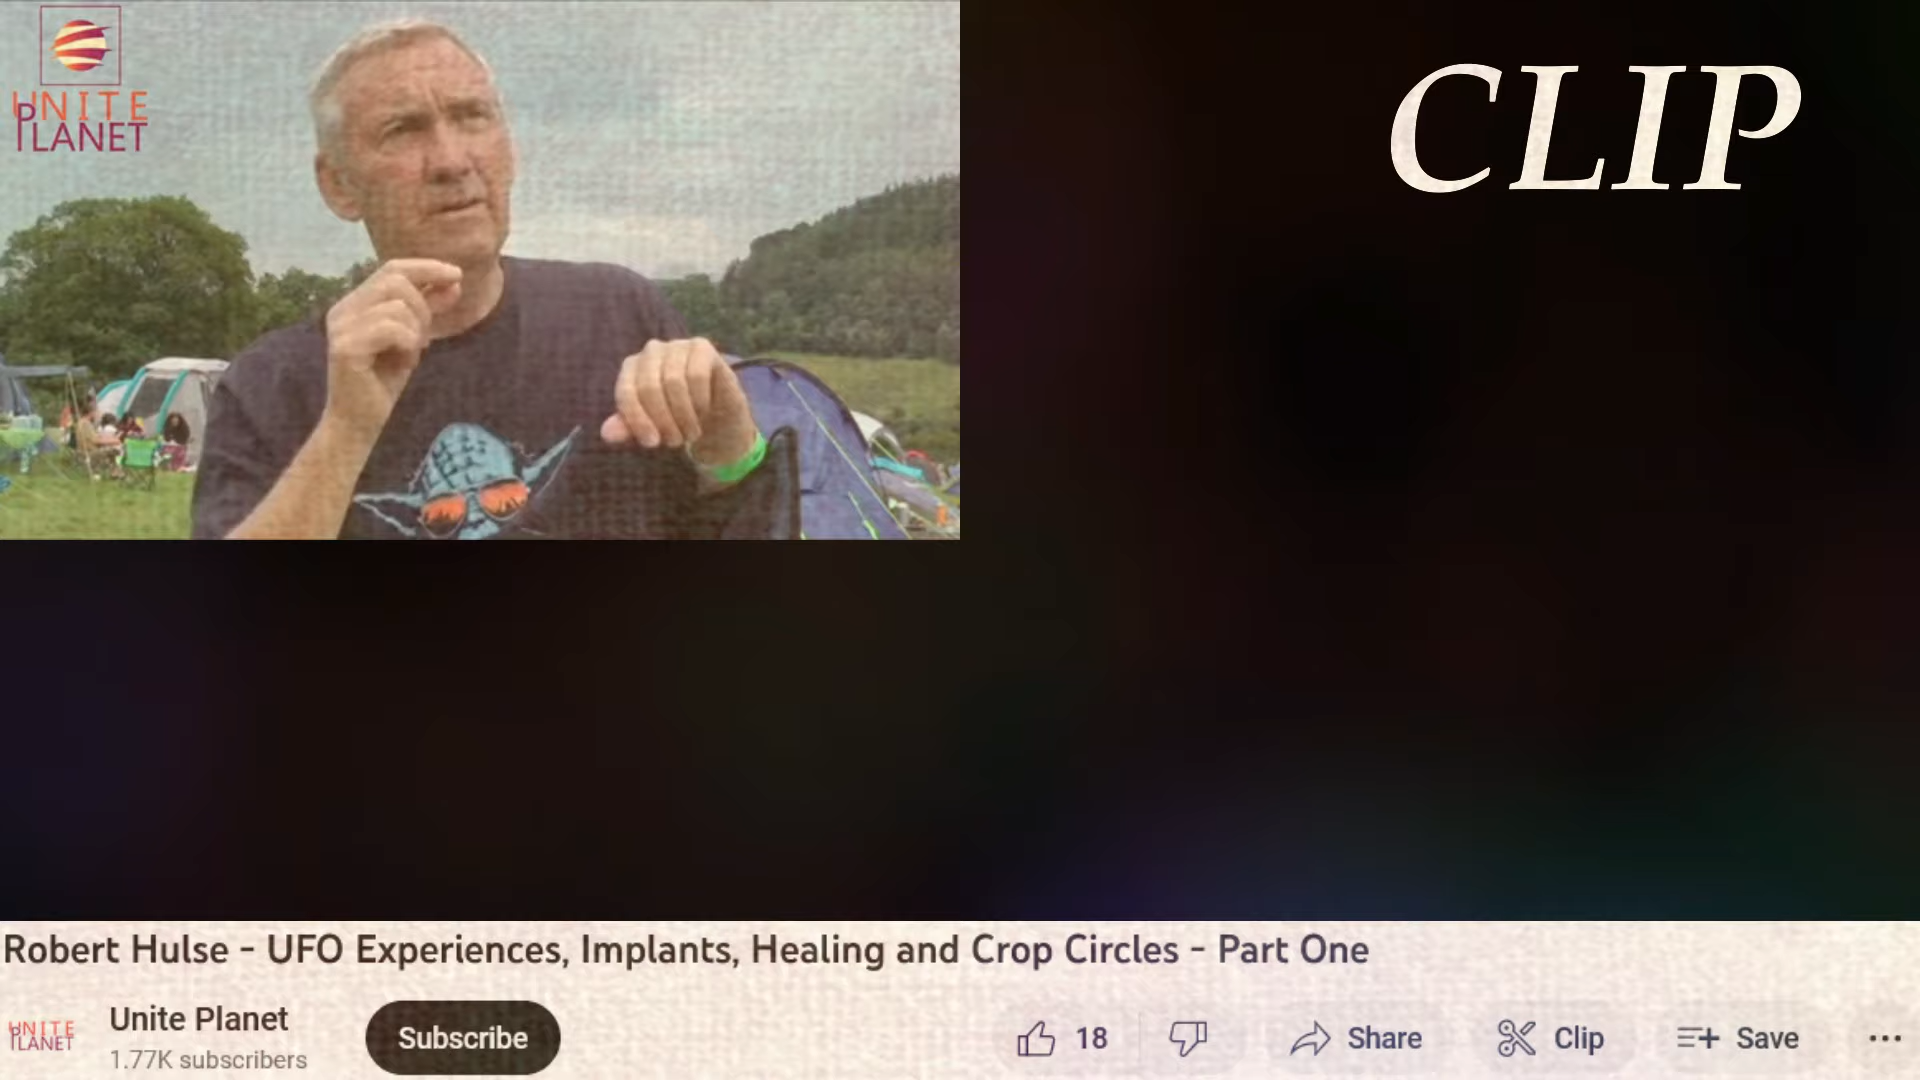 UNITE
PLANET
CLIP
Robert Hulse - UFO Experiences, Implants, Healing and Crop Circles - Part One
UNITE
PLANET
Unite Planet
1.77K subscribers
Subscribe
18
Share
Clip
Save